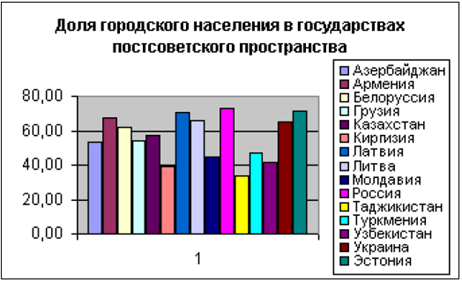 Доля городского населения в государствах
постсоветского пространства
80,00
60,00
40,00
20,00
0,00
1
Азербайджан
Армения
Белоруссия
Грузия
Казахстан
Киргизия
Латвия
Литва
Молдавия
Россия
Таджикистан
Туркмения
Узбекистан
Украина
Эстония